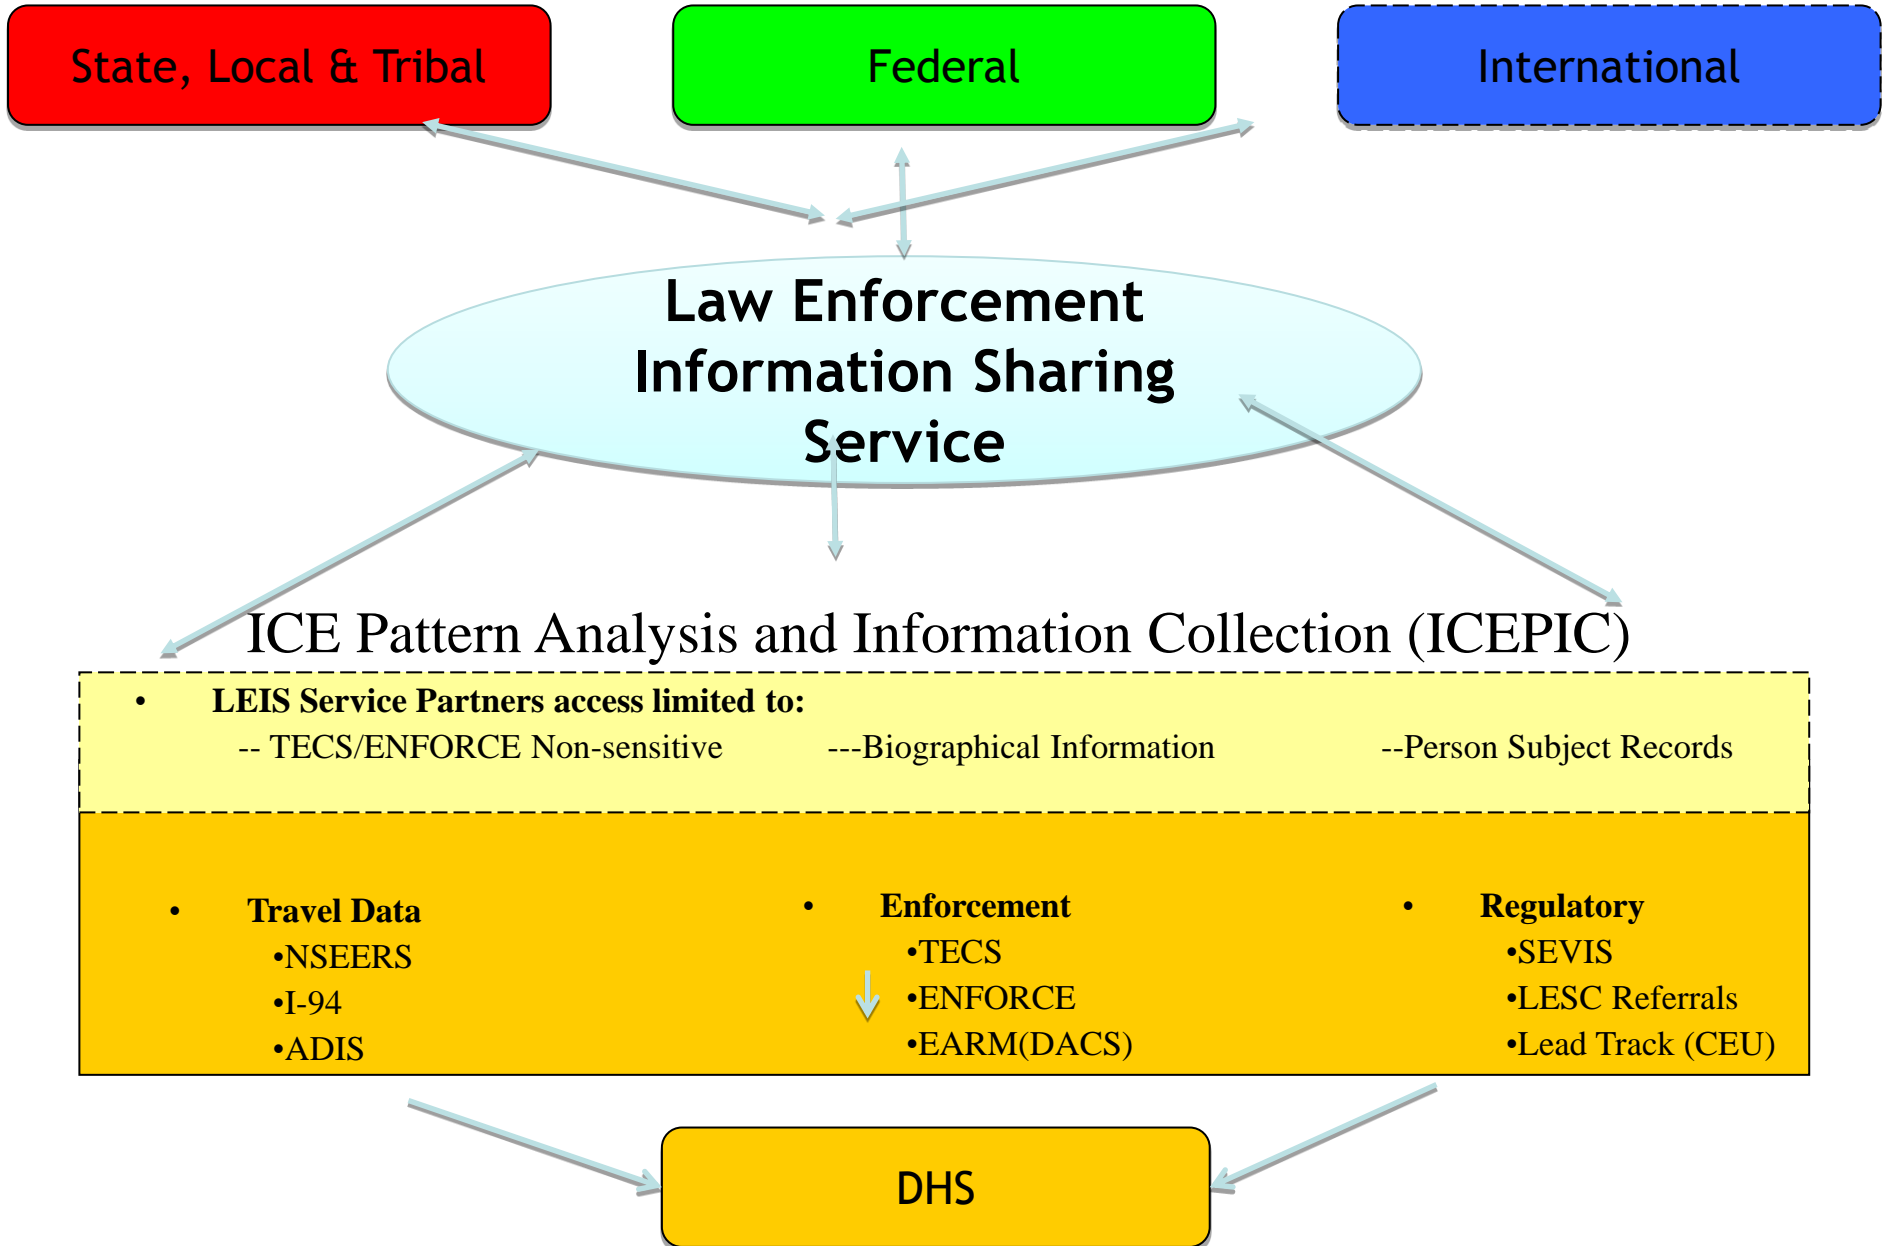 State, Local & Tribal
Federal
International
Law Enforcement
Information Sharing
Service
ICE Pattern Analysis and Information Collection (ICEPIC)
• LEIS Service Partners access limited to:
-- TECS/ENFORCE Non-sensitive ---Biographical Information --Person Subject Records
• Travel Data
•NSEERS
•I-94
•ADIS
• Enforcement
•TECS
•ENFORCE
•EARM(DACS)
• Regulatory
•SEVIS
•LESC Referrals
•Lead Track (CEU)
DHS